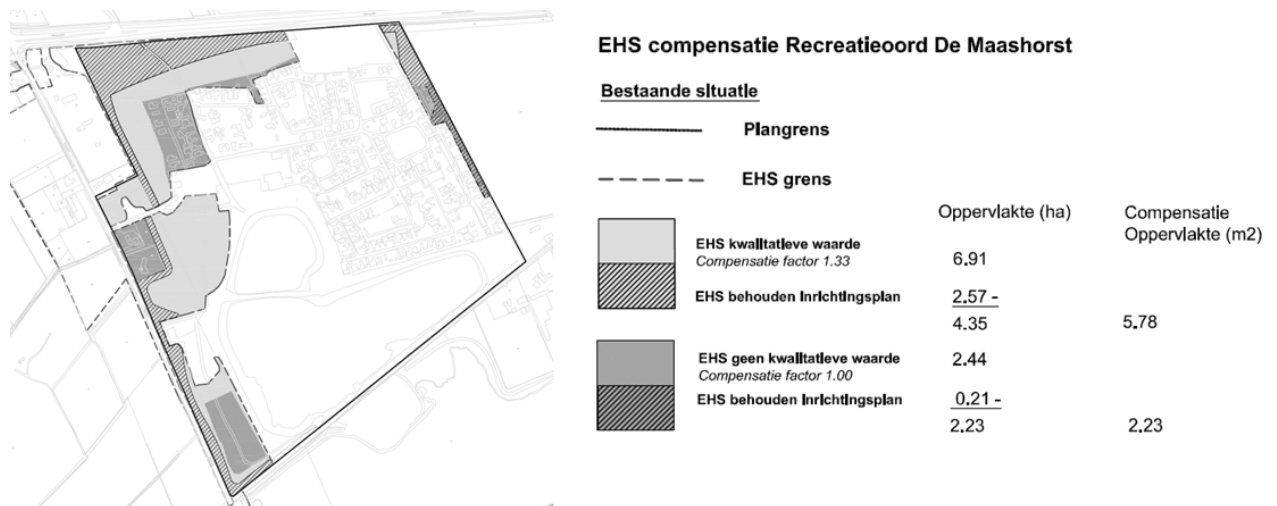 EHS compensatie Recreatieoord De Maashorst
Bestaande situatie
Plangrens
EHS grens
Oppervlakte (ha)
Compensatie
Oppervlakte (m2)
EHS kwalitatieve waarde
Compensatie factor 1.33
6.91
EHS behouden Inrichtingsplan
2.57 -
4.35
5.78
EHS geen kwalitatieve waarde
Compensatie factor 1.00
2.44
EHS behouden Inrichtingsplan
0.21 -
2.23
2.23